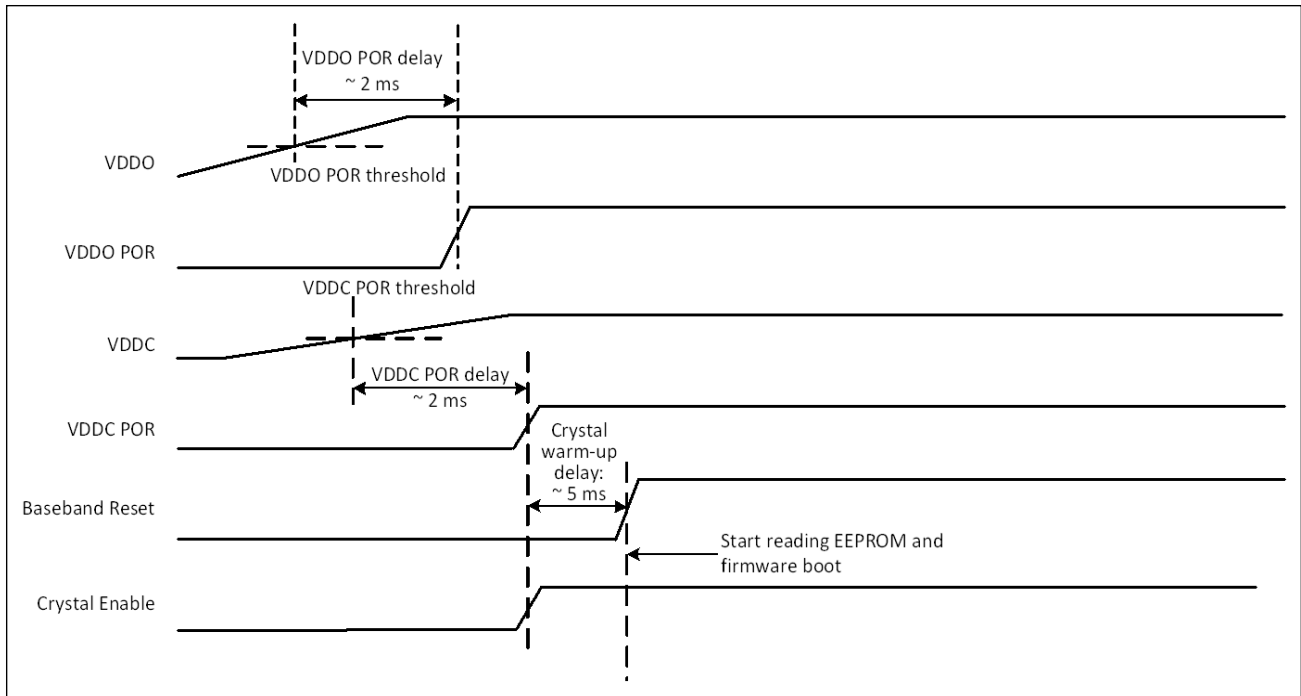 VDDO POR delay
~ 2 ms
VDDO
VDDO POR threshold
VDDO POR
VDDC POR threshold
VDDC
VDDC POR delay
~ 2 ms
VDDC POR
Crystal
warm-up
delay:
~ 5 ms
Baseband Reset
Start reading EEPROM and
firmware boot
Crystal Enable